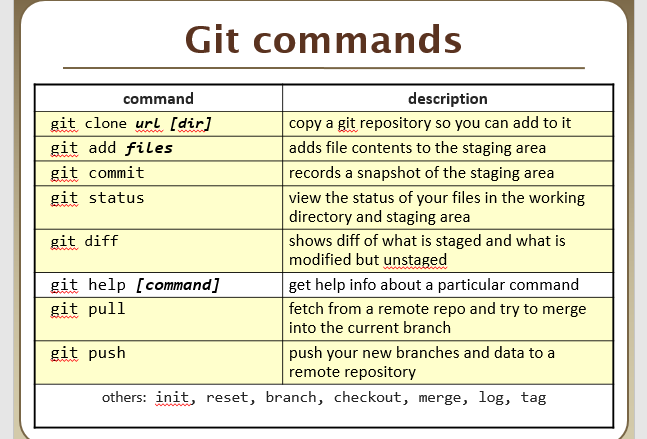 Git commands
command description
git clone url [dir] copy a git repository so you can add to it
git add files adds file contents to the staging area
git commit records a snapshot of the staging area
git status view the status of your files in the working
directory and staging area
git diff shows diff of what is staged and what is
modified but unstaged
git help [command] get help info about a particular command
git pull fetch from a remote repo and try to merge
into the current branch
git push push your new branches and data to a
remote repository
others: init, reset, branch, checkout, merge, log, tag